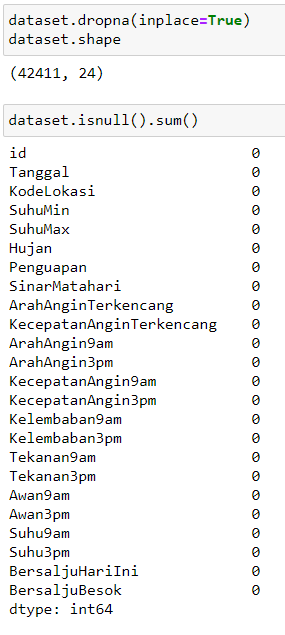 dataset.dropna(inplace=True)
dataset.shape
(42411, 24)
dataset.isnull().sum()
id 0
Tanggal 0
KodeLokasi 0
SuhuMin 0
SuhuMax 0
Hujan 0
Penguapan 0
SinarMatahari 0
ArahAnginTerkencang 0
KecepatanAnginTerkencang 0
ArahAngin9am 0
ArahAngin3pm 0
KecepatanAngin9am 0
KecepatanAngin3pm 0
Kelembaban9am 0
Kelembaban3pm 0
Tekanan9am 0
Tekanan3pm 0
Awan9am 0
Awan3pm 0
Suhu9am 0
Suhu3pm 0
BersaljuHariIni 0
BersaljuBesok 0
dtype: int64